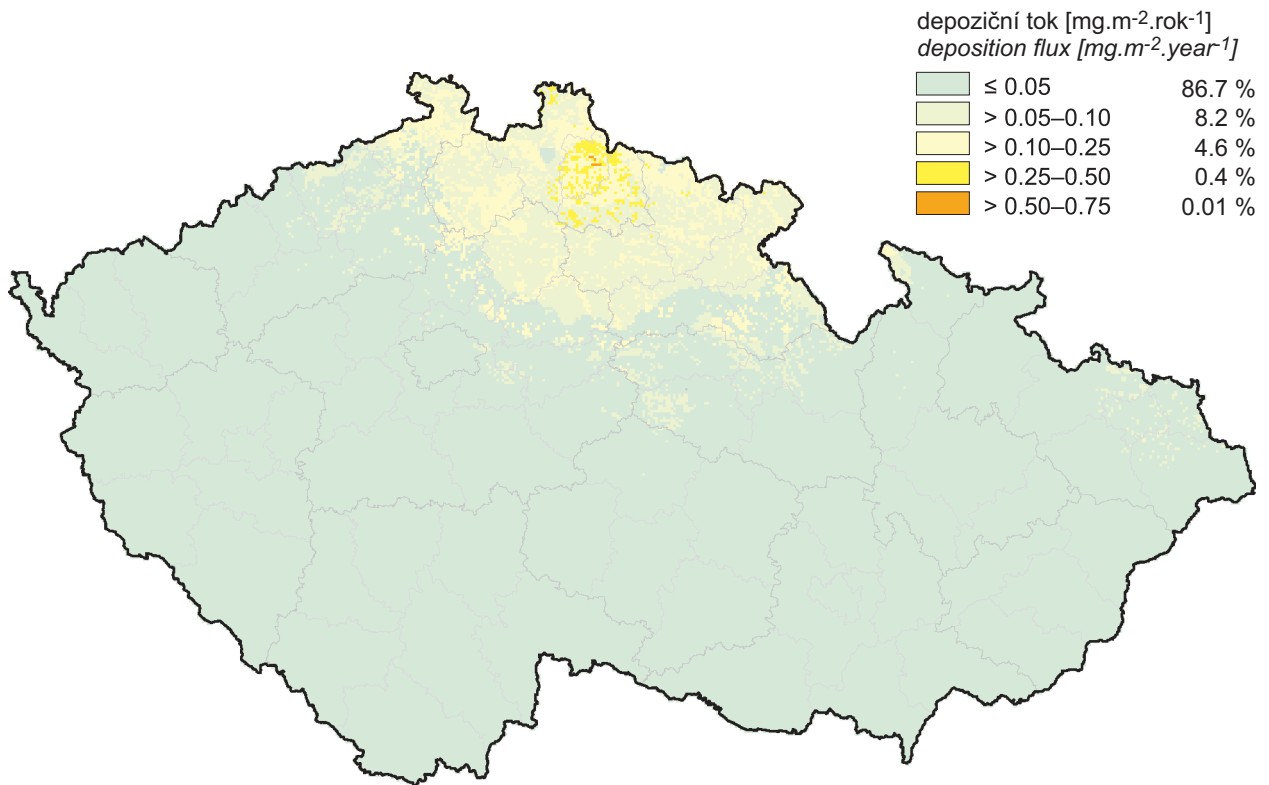 depoziční tok [mg.m-2.rok-1]
deposition flux [mg.m-2.year-1]
≤ 0.05 86.7 %
> 0.05–0.10 8.2 %
> 0.10–0.25 4.6 %
> 0.25–0.50 0.4 %
> 0.50–0.75 0.01 %